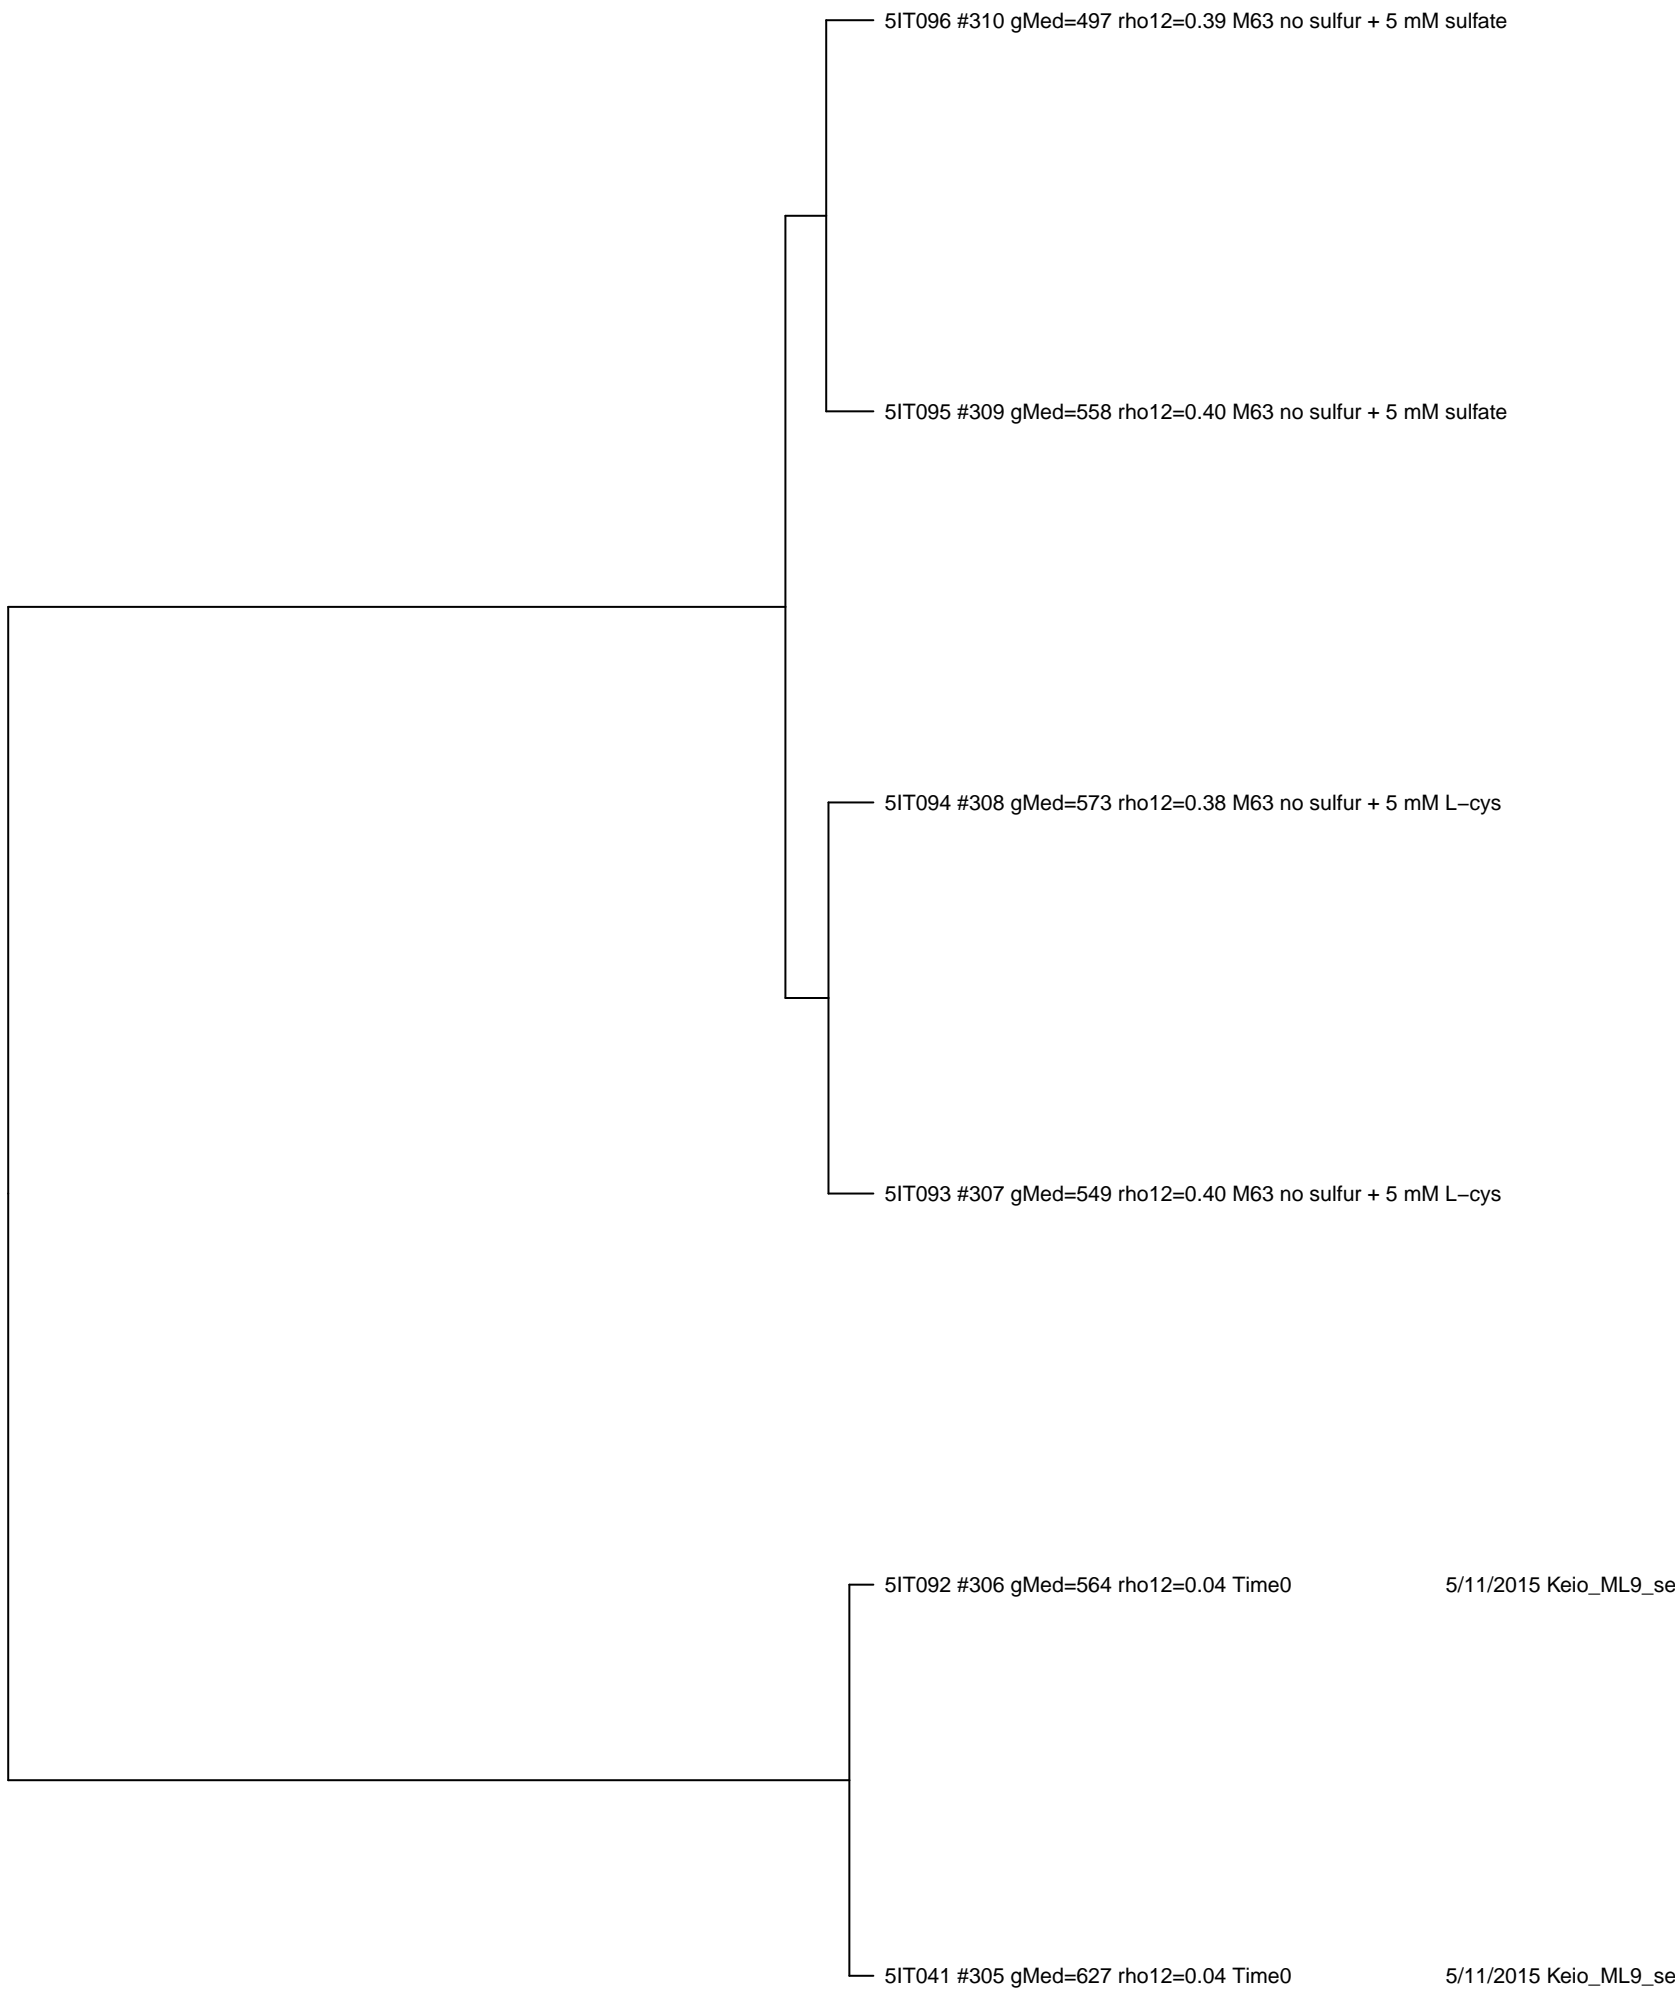 5IT096 #310 gMed=497 rho12=0.39 M63 no sulfur + 5 mM sulfate
5IT095 #309 gMed=558 rho12=0.40 M63 no sulfur + 5 mM sulfate
5IT094 #308 gMed=573 rho12=0.38 M63 no sulfur + 5 mM L−cys
5IT093 #307 gMed=549 rho12=0.40 M63 no sulfur + 5 mM L−cys
5IT092 #306 gMed=564 rho12=0.04 Time0 5/11/2015 Keio_ML9_se
5IT041 #305 gMed=627 rho12=0.04 Time0 5/11/2015 Keio_ML9_se